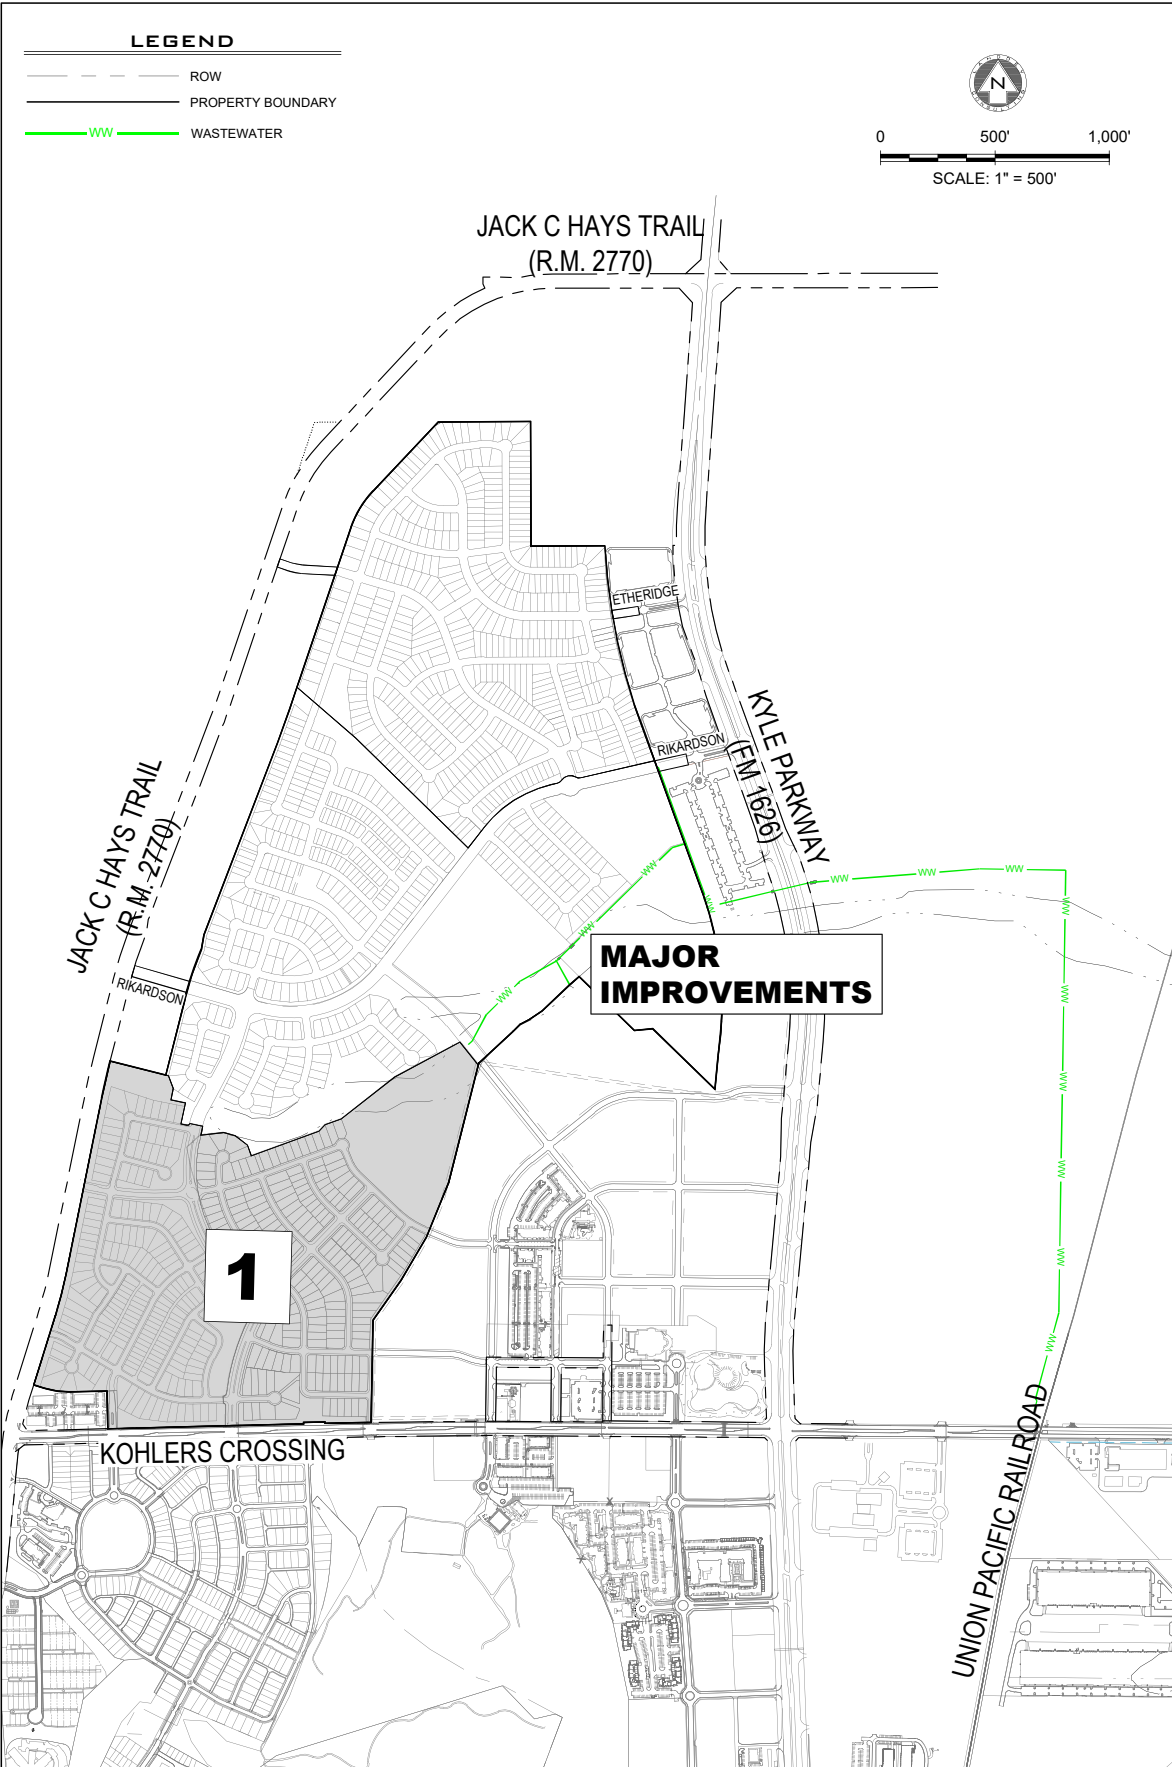 LEGEND
ROW
PROPERTY BOUNDARY
WW
WASTEWATER
N
0 500' 1,000'
SCALE: 1" = 500'
JACK C HAYS TRAIL
(R.M. 2770)
ETHERIDGE
RIKARDSON
KYLE PARKWAY
(FM 1626)
JACK C HAYS TRAIL
(R.M. 2770)
RIKARDSON
WW
WW
WW
WW
WW
WW
WW
WW
WW
WW
WW
WW
WW
MAJOR
IMPROVEMENTS
1
KOHLERS CROSSING
UNION PACIFIC RAILROAD